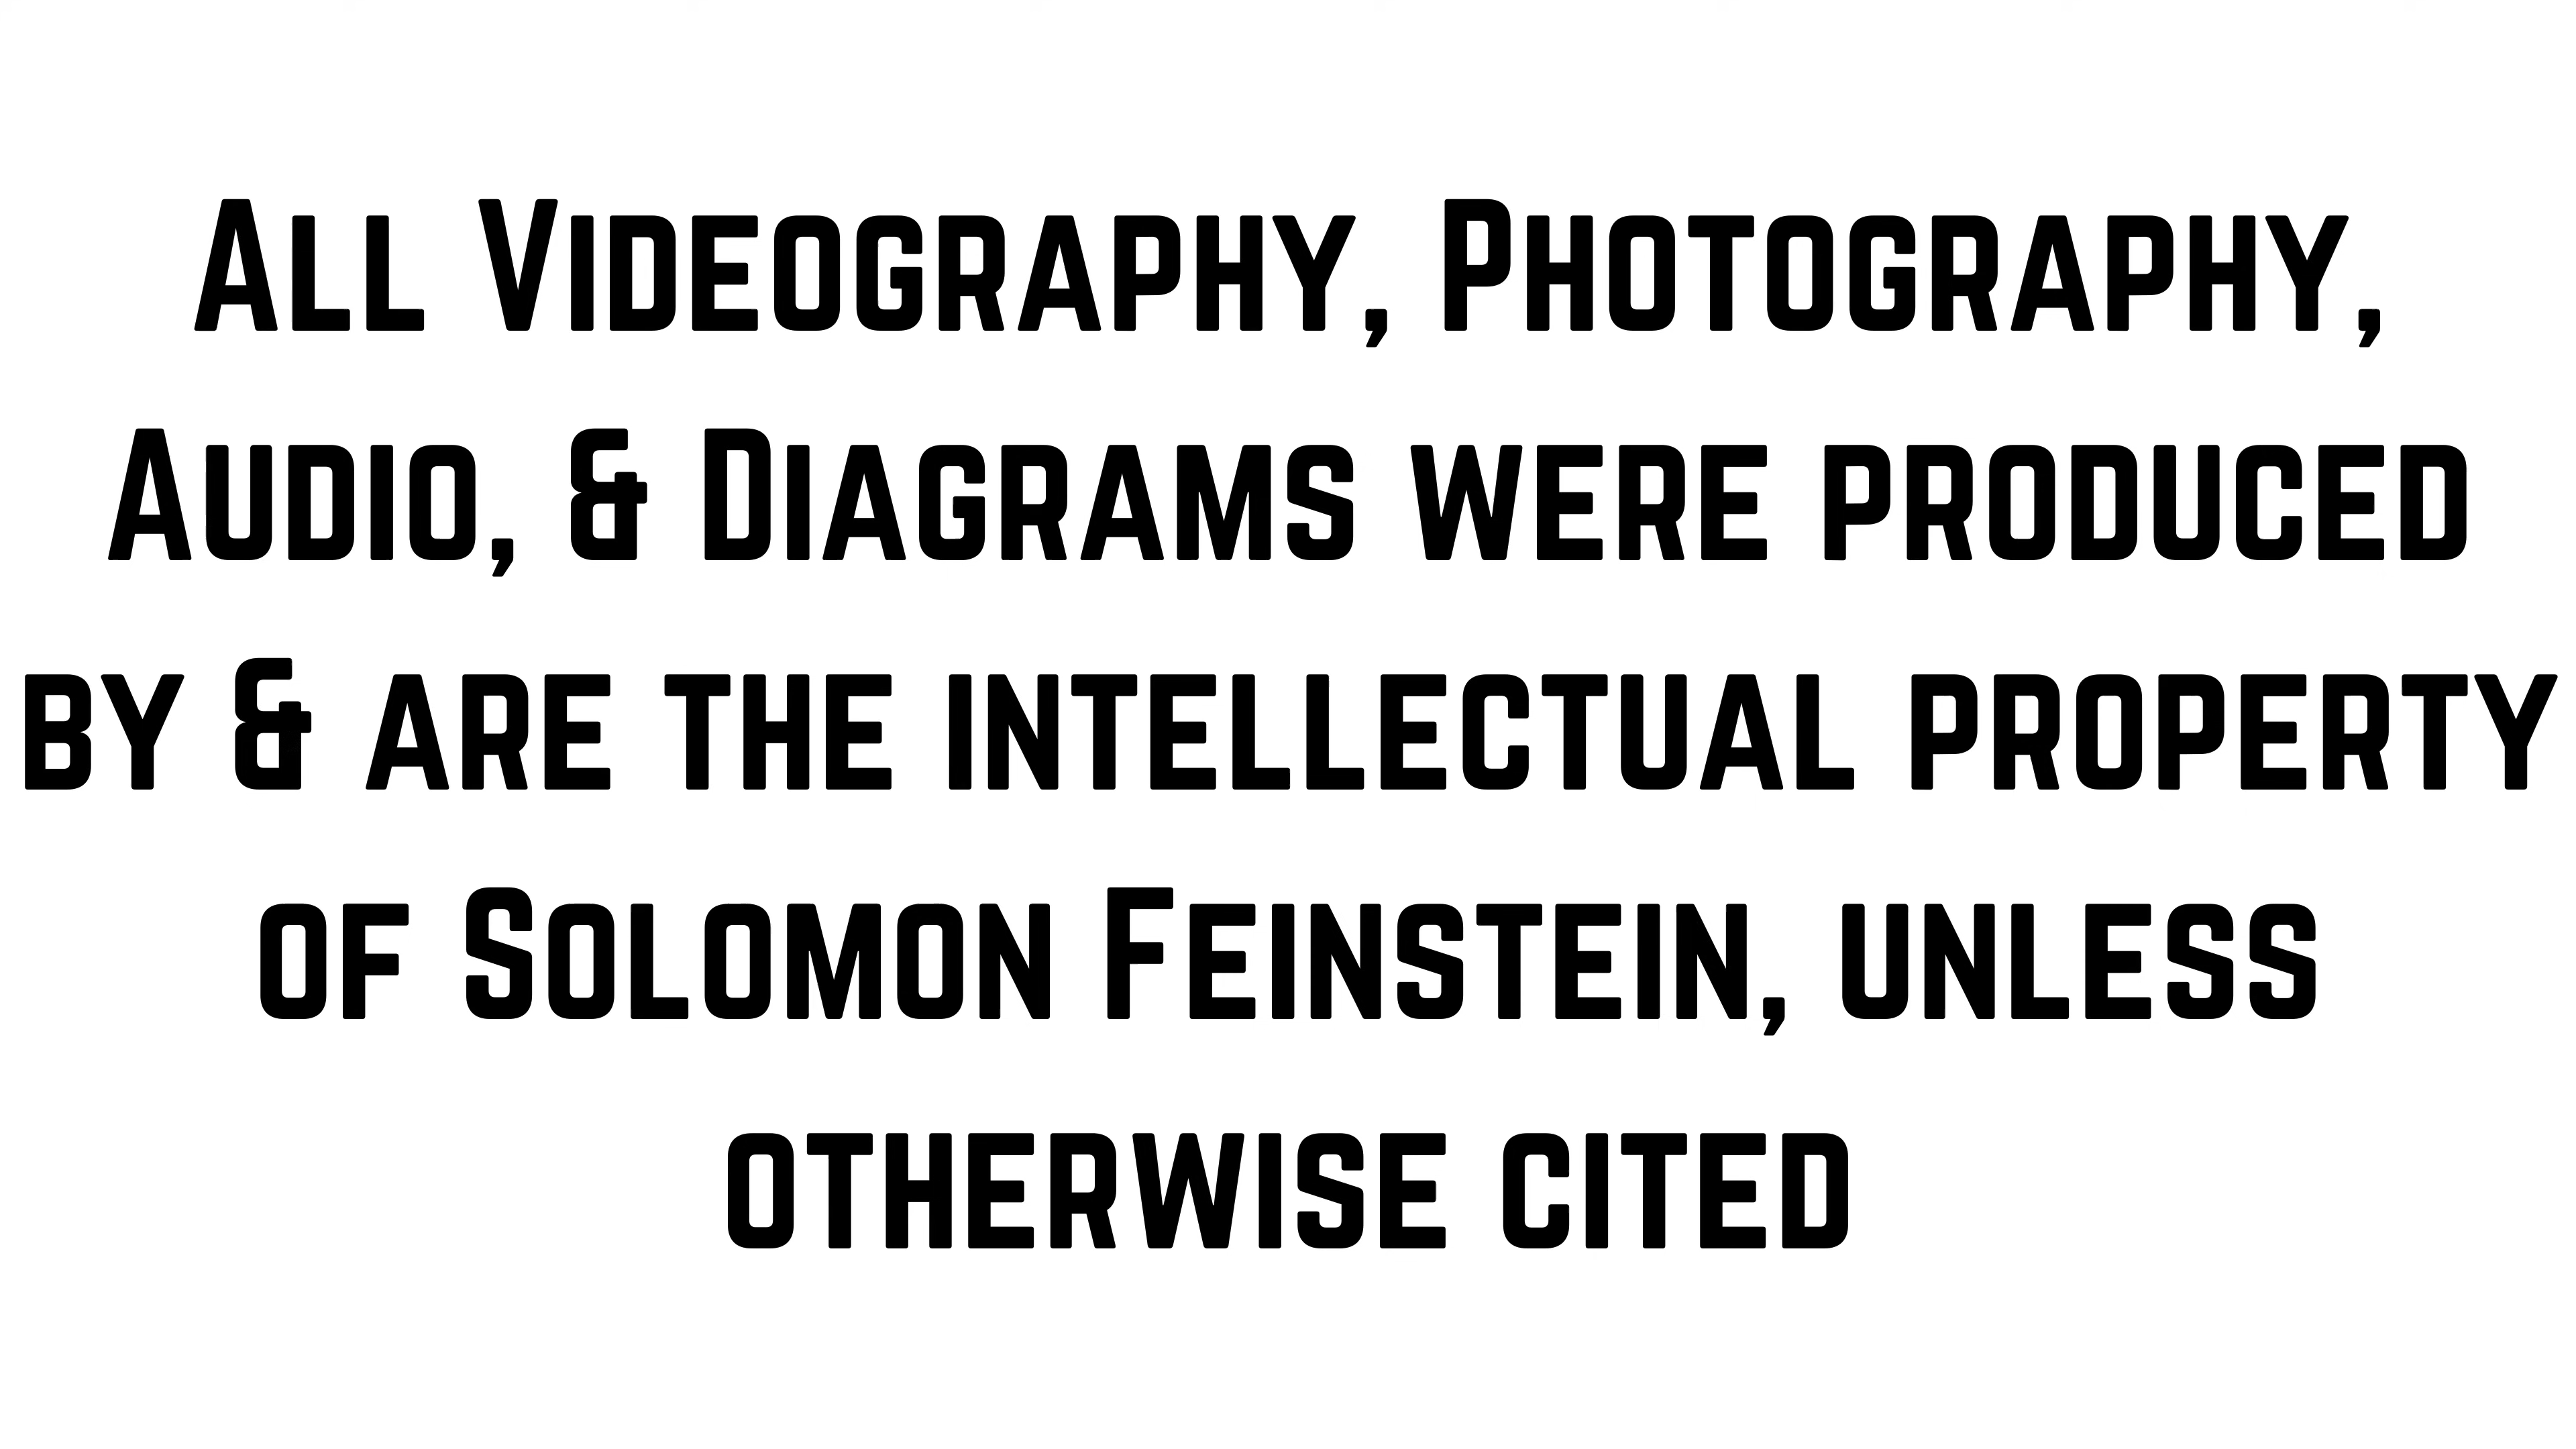 All Videography, Photography,
Audio, & Diagrams were produced
by & are the intellectual property
of Solomon Feinstein, unless
otherwise cited